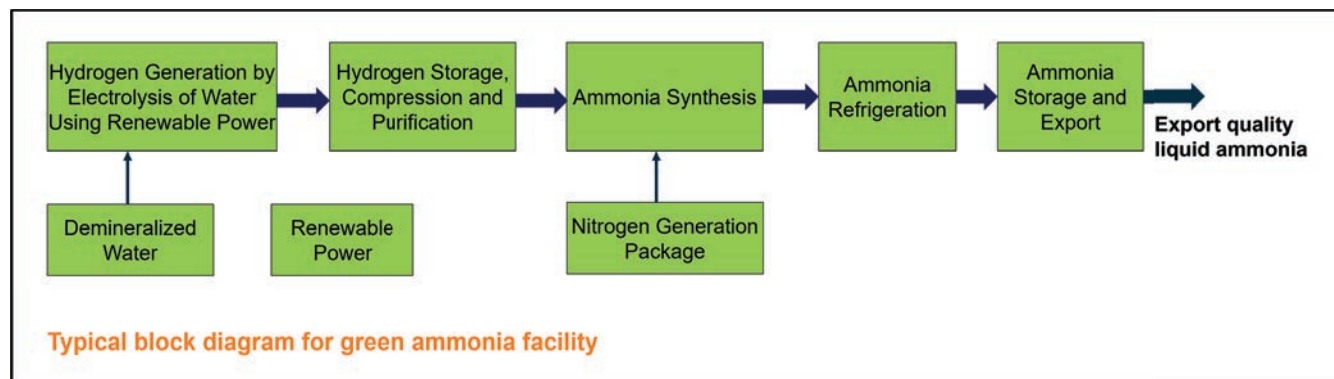 Hydrogen Generation by
Electrolysis of Water
Using Renewable Power
Hydrogen Storage,
Compression and
Purification
Ammonia Synthesis
Ammonia
Refrigeration
Ammonia
Storage and
Export
Export quality
liquid ammonia
Demineralized
Water
Renewable
Power
Nitrogen Generation
Package
Typical block diagram for green ammonia facility